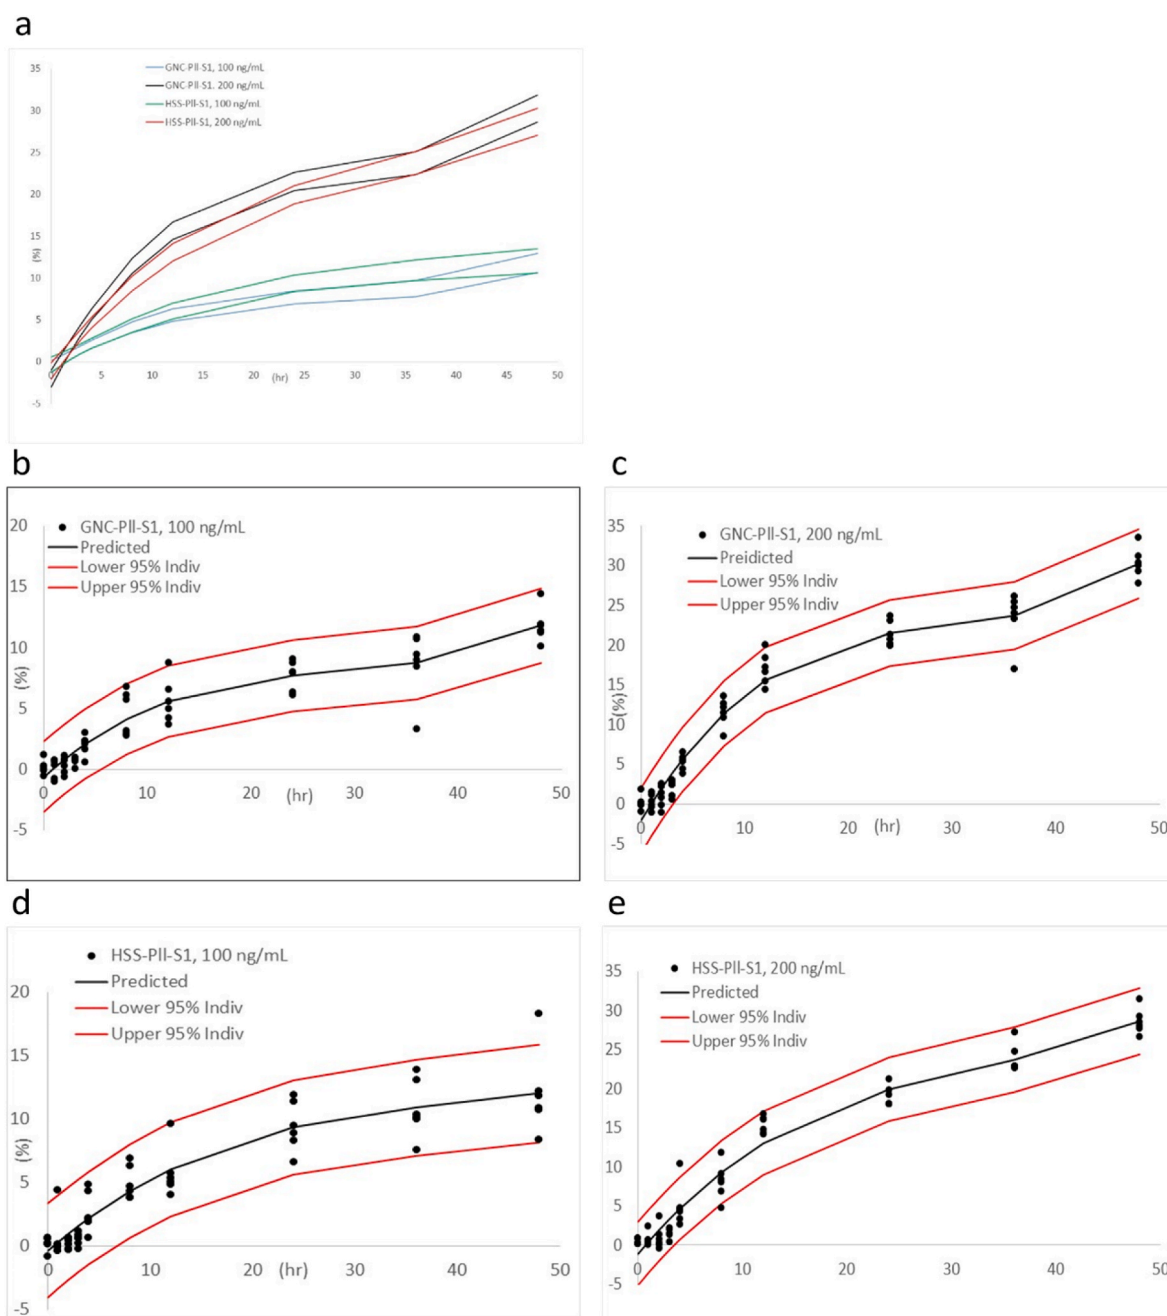 a
35
30
25
20
15
10
5
0
-5
(%)
GNC-Pll-S1, 100 ng/mL
GNC-Pll-S1. 200 ng/mL
HSS-Pll-S1, 100 ng/mL
HSS-Pll-S1, 200 ng/mL
5 10 15 20 25 30 35 40 45 50
(hr)
b
20
15
10
5
0
-5
(%)
GNC-Pll-S1, 100 ng/mL
Predicted
Lower 95% Indiv
Upper 95% Indiv
0 10 20 30 40 50
(hr)
c
35
30
25
20
15
10
5
0
-5
(%)
GNC-Pll-S1, 200 ng/mL
Preidicted
Lower 95% Indiv
Upper 95% Indiv
0 10 20 30 40 50
(hr)
d
20
15
10
5
0
-5
(%)
HSS-Pll-S1, 100 ng/mL
Predicted
Lower 95% Indiv
Upper 95% Indiv
0 10 20 30 40 50
(hr)
e
35
30
25
20
15
10
5
0
-5
(%)
HSS-Pll-S1, 200 ng/mL
Predicted
Lower 95% Indiv
Upper 95% Indiv
0 10 20 30 40 50
(hr)